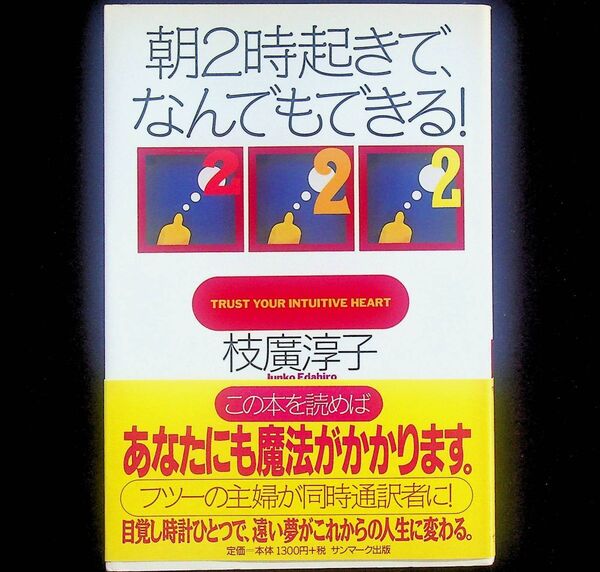 朝2時起きで、
なんでもできる!
2 2 2
TRUST YOUR INTUITIVE HEART
枝廣淳子
Junko Edahiro
この本を読めば
あなたにも魔法がかかります。
フツーの主婦が同時通訳者に!
目覚し時計ひとつで、遠い夢がこれからの人生に変わる。
定価=本体1300円+税 サンマーク出版